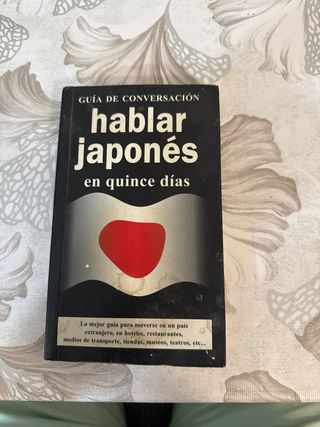 GUÍA DE CONVERSACIÓN
hablar
japonés
en quince días
La mejor guía para moverse en un país
extranjero, en hoteles, restaurantes,
medios de transporte, tiendas, museos, teatros, etc...